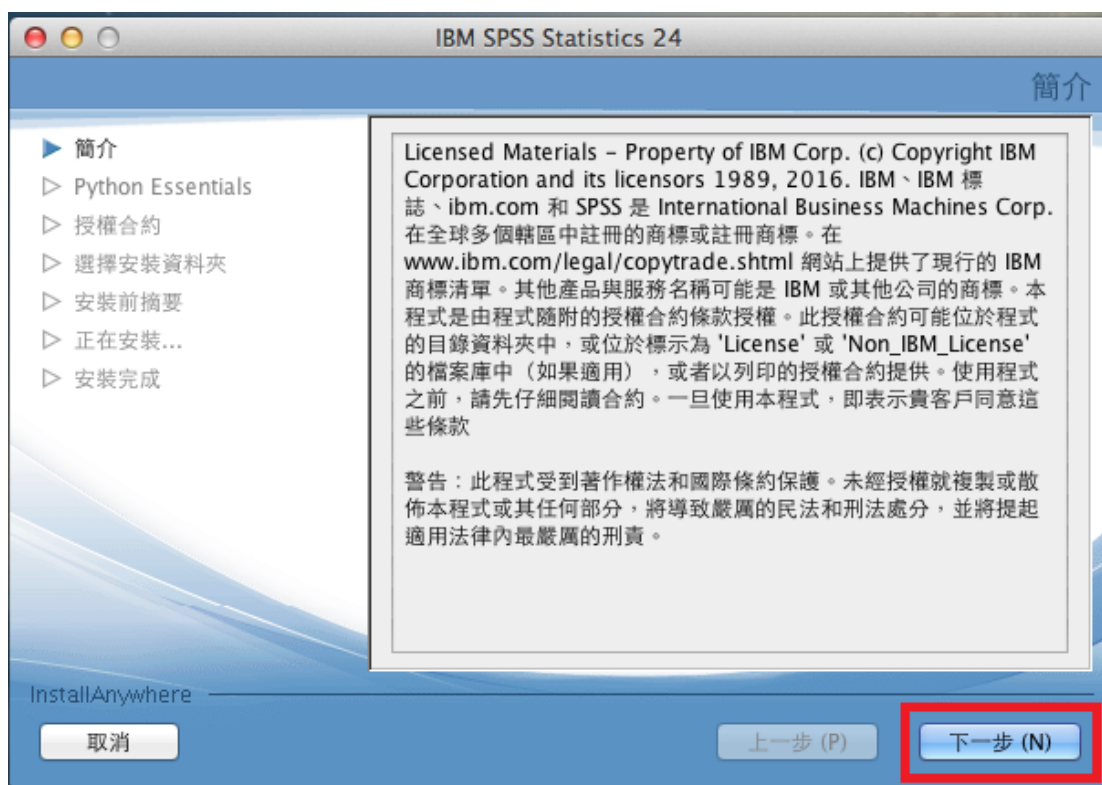 IBM SPSS Statistics 24
簡介
簡介
Python Essentials
授權合約
選擇安裝資料夾
安裝前摘要
正在安裝...
安裝完成
Licensed Materials – Property of IBM Corp. (c) Copyright IBM
Corporation and its licensors 1989, 2016. IBM、IBM 標
誌、ibm.com 和 SPSS 是 International Business Machines Corp.
在全球多個轄區中註冊的商標或註冊商標。在
www.ibm.com/legal/copytrade.shtml 網站上提供了現行的 IBM
商標清單。其他產品與服務名稱可能是 IBM 或其他公司的商標。本
程式是由程式隨附的授權合約條款授權。此授權合約可能位於程式
的目錄資料夾中，或位於標示為 'License' 或 'Non_IBM_License'
的檔案庫中（如果適用），或者以列印的授權合約提供。使用程式
之前，請先仔細閱讀合約。一旦使用本程式，即表示貴客戶同意這
些條款
警告：此程式受到著作權法和國際條約保護。未經授權就複製或散
佈本程式或其任何部分，將導致嚴厲的民法和刑法處分，並將提起
適用法律內最嚴厲的刑責。
InstallAnywhere
取消
上一步 (P)
下一步 (N)